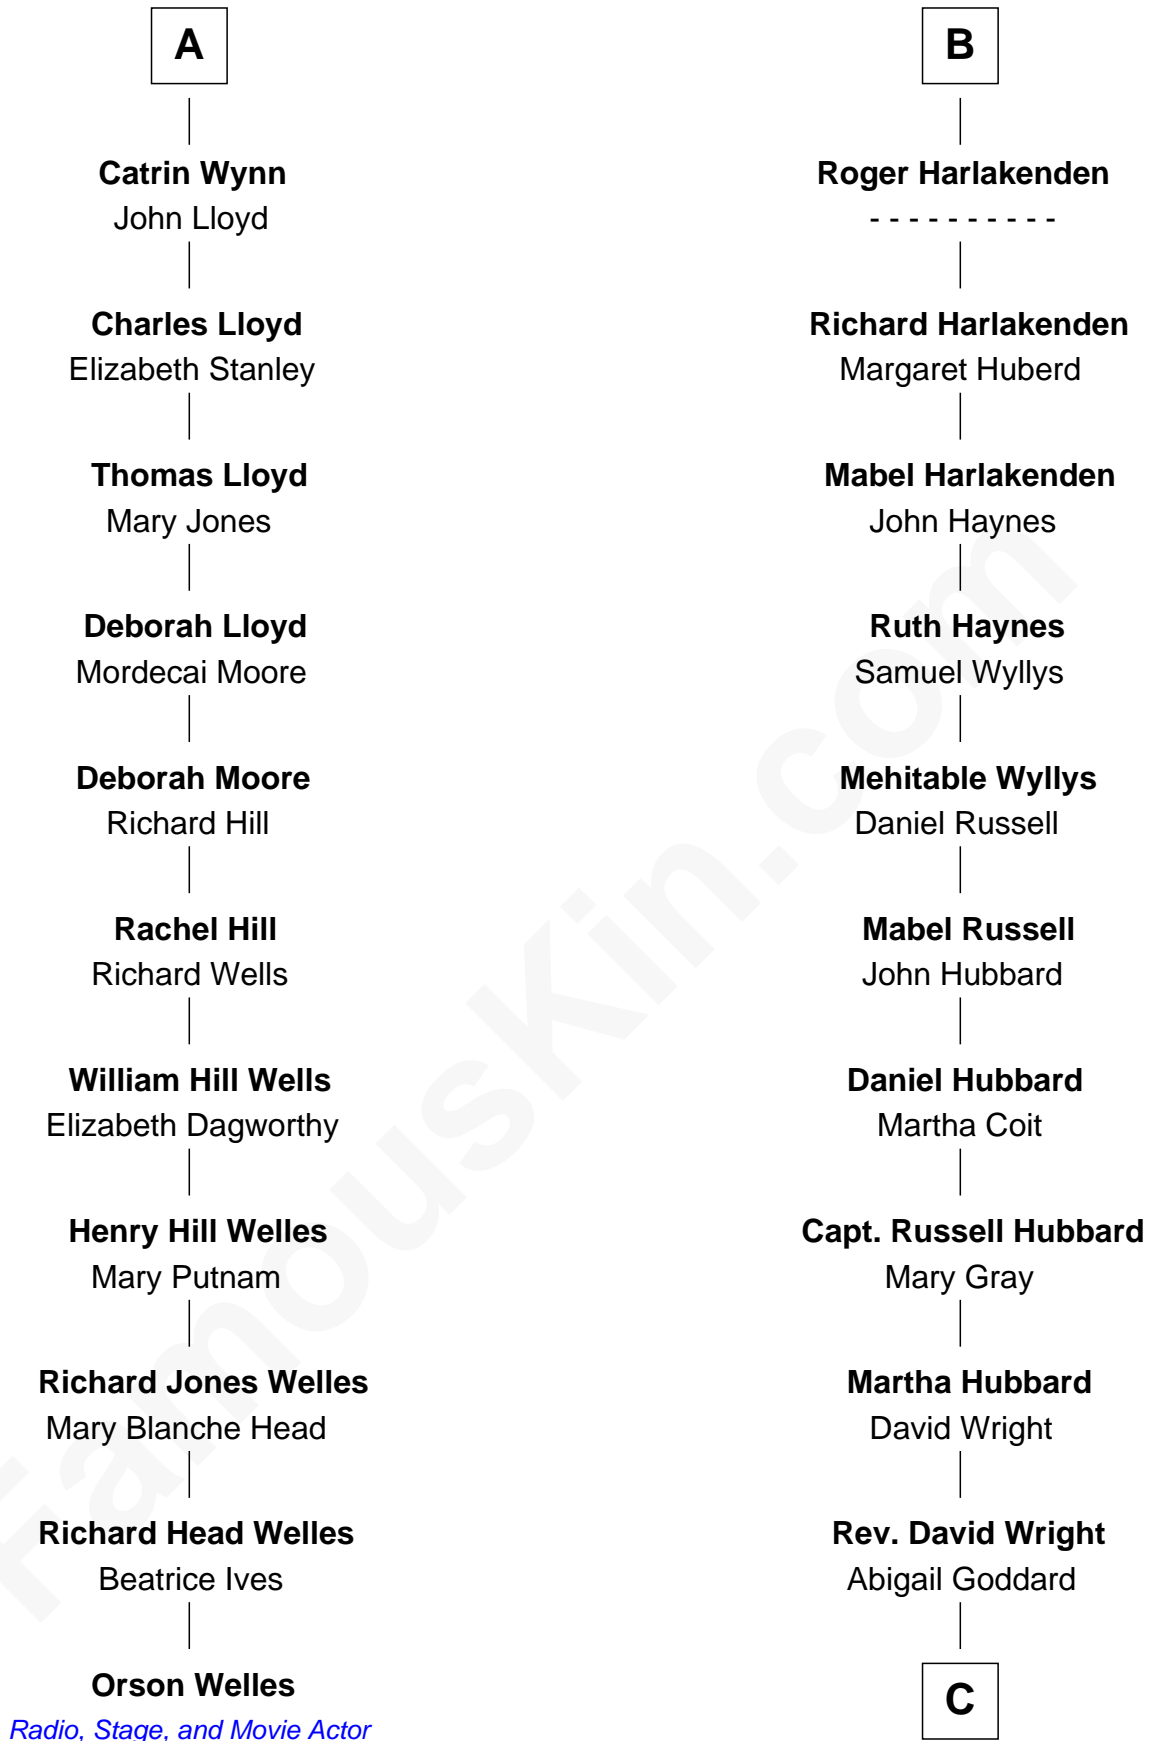 A
Catrin Wynn
John Lloyd
Charles Lloyd
Elizabeth Stanley
Thomas Lloyd
Mary Jones
Deborah Lloyd
Mordecai Moore
Deborah Moore
Richard Hill
Rachel Hill
Richard Wells
William Hill Wells
Elizabeth Dagworthy
Henry Hill Welles
Mary Putnam
Richard Jones Welles
Mary Blanche Head
Richard Head Welles
Beatrice Ives
Orson Welles
Radio, Stage, and Movie Actor
B
Roger Harlakenden
- - - - - - - - - -
Richard Harlakenden
Margaret Huberd
Mabel Harlakenden
John Haynes
Ruth Haynes
Samuel Wyllys
Mehitable Wyllys
Daniel Russell
Mabel Russell
John Hubbard
Daniel Hubbard
Martha Coit
Capt. Russell Hubbard
Mary Gray
Martha Hubbard
David Wright
Rev. David Wright
Abigail Goddard
C
FamousKin.com